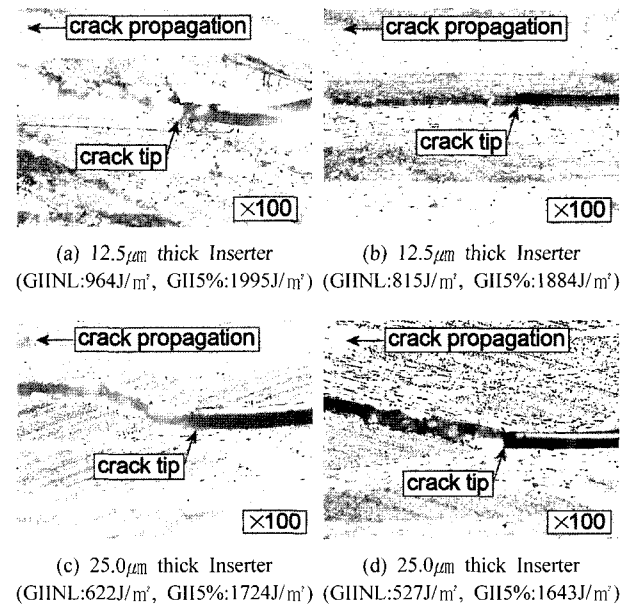 crack propagation
crack propagation
crack tip
crack tip
×100
×100
(a) 12.5㎛ thick Inserter
(GIINL:964J/㎡, GII5%:1995J/㎡)
(b) 12.5㎛ thick Inserter
(GIINL:815J/㎡, GII5%:1884J/㎡)
crack propagation
crack propagation
crack tip
crack tip
×100
×100
(c) 25.0㎛ thick Inserter
(GIINL:622J/㎡, GII5%:1724J/㎡)
(d) 25.0㎛ thick Inserter
(GIINL:527J/㎡, GII5%:1643J/㎡)